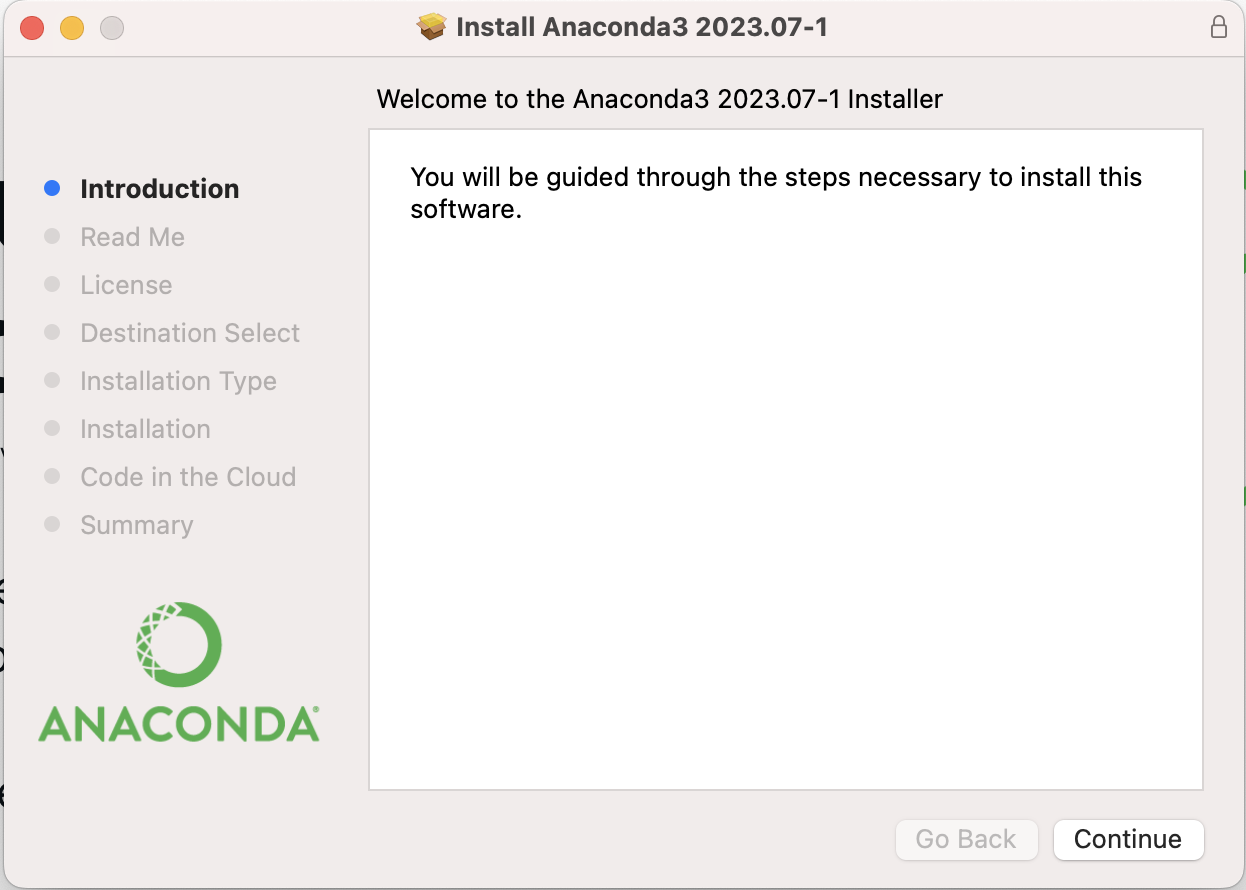 Install Anaconda3 2023.07-1
Welcome to the Anaconda3 2023.07-1 Installer
Introduction
Read Me
License
Destination Select
Installation Type
Installation
Code in the Cloud
Summary
ANACONDA®
You will be guided through the steps necessary to install this
software.
Go Back
Continue